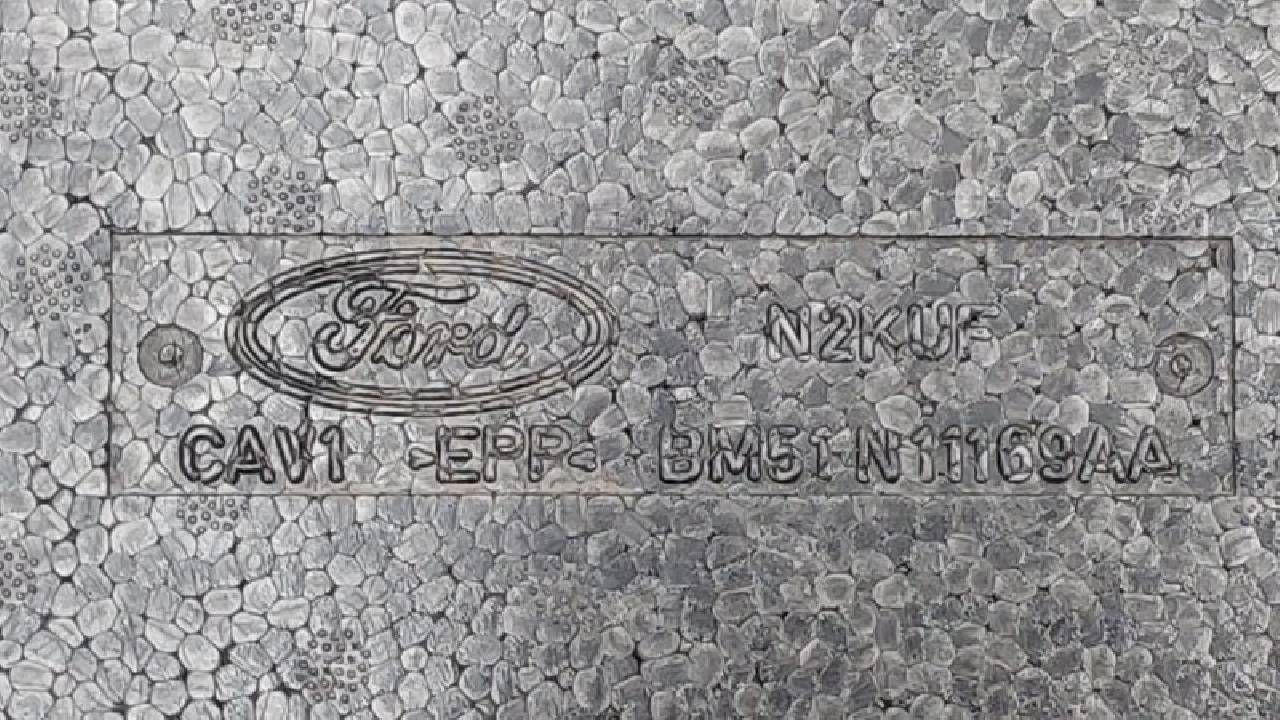 Ford
N2KUF
CAV1 >EPP< BM51 N11169AA